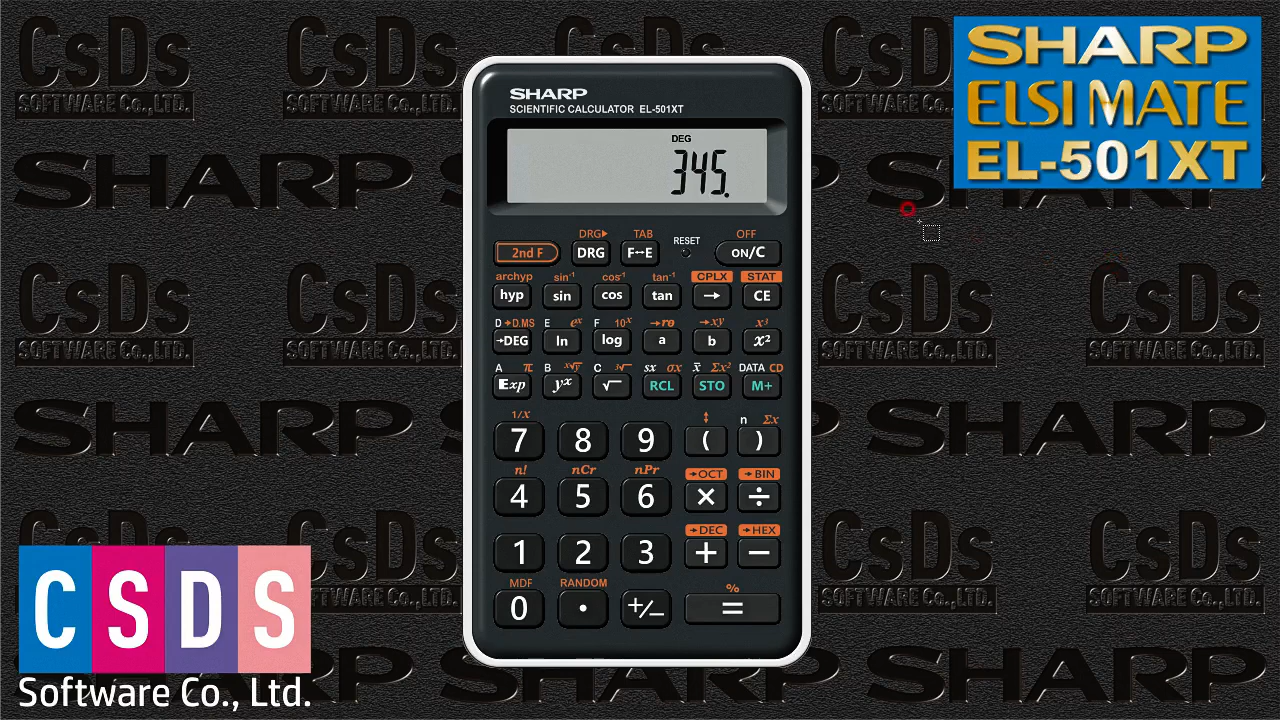 SHARP
ELSI MATE
EL-501XT
SHARP
SCIENTIFIC CALCULATOR EL-501XT
DEG
345.
DRG▶ TAB OFF
2nd F DRG F↔E RESET ON/C
archyp sin⁻¹ cos⁻¹ tan⁻¹ CPLX STAT
hyp sin cos tan → CE
D →D.MS E eˣ F 10ˣ →rθ →xy x³
→DEG ln log a b x²
A π B ˣ√y C ³√ sx σx x̄ Σx² DATA CD
Exp yˣ √ RCL STO M+
1/x ↕ n Σx
7 8 9 ( )
n! nCr nPr →OCT →BIN
4 5 6 × ÷
→DEC →HEX
1 2 3 + −
MDF RANDOM %
0 • +/− =
CSDS
Software Co., Ltd.
CsDs
SOFTWARE Co.,LTD.
SHARP